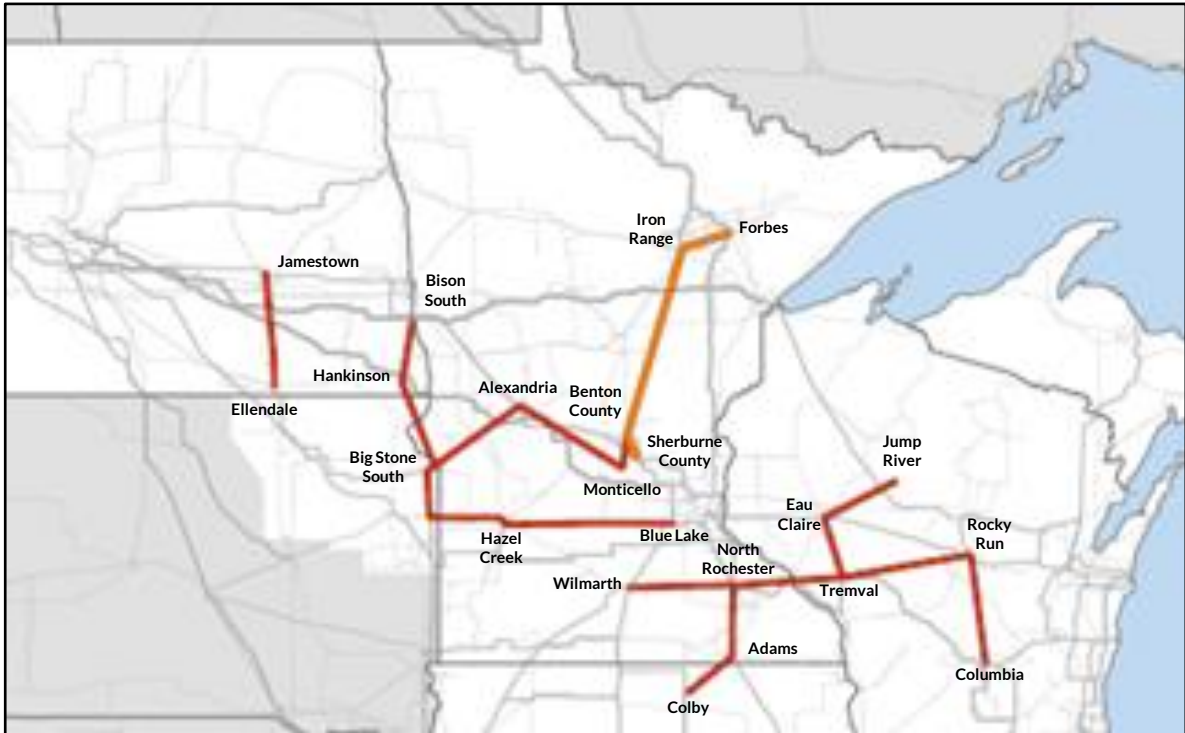 Iron
Range
Forbes
Jamestown
Bison
South
Hankinson
Ellendale
Alexandria
Benton
County
Big Stone
South
Sherburne
County
Monticello
Jump
River
Eau
Claire
Hazel
Creek
Blue Lake
Rocky
Run
North
Rochester
Wilmarth
Tremval
Adams
Columbia
Colby